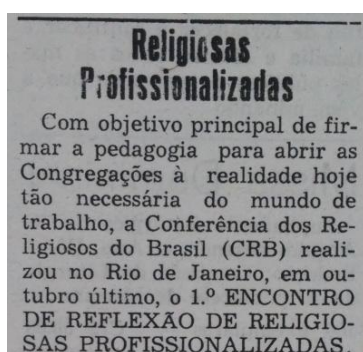 Religiosas
Profissionalizadas
Com objetivo principal de fir-
mar a pedagogia para abrir as
Congregações à realidade hoje
tão necessária do mundo de
trabalho, a Conferência dos Re-
ligiosos do Brasil (CRB) reali-
zou no Rio de Janeiro, em ou-
tubro último, o 1.º ENCONTRO
DE REFLEXÃO DE RELIGIO-
SAS PROFISSIONALIZADAS.